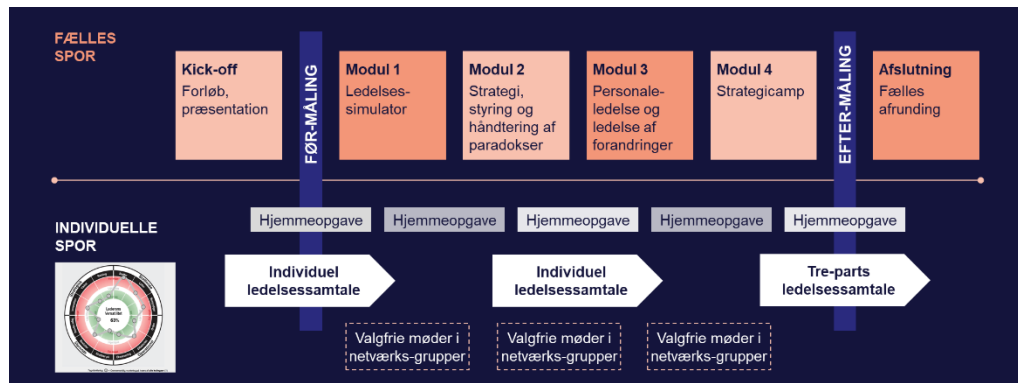 FÆLLES
SPOR
Kick-off
Forløb,
præsentation
FØR-MÅLING
Modul 1
Ledelses-
simulator
Modul 2
Strategi,
styring og
håndtering af
paradokser
Modul 3
Personale-
ledelse og
ledelse af
forandringer
Modul 4
Strategicamp
EFTER-MÅLING
Afslutning
Fælles
afrunding
INDIVIDUELLE
SPOR
Hjemmeopgave
Hjemmeopgave
Hjemmeopgave
Hjemmeopgave
Hjemmeopgave
Individuel
ledelsessamtale
Individuel
ledelsessamtale
Tre-parts
ledelsessamtale
Valgfrie møder i
netværks-grupper
Valgfrie møder i
netværks-grupper
Valgfrie møder i
netværks-grupper